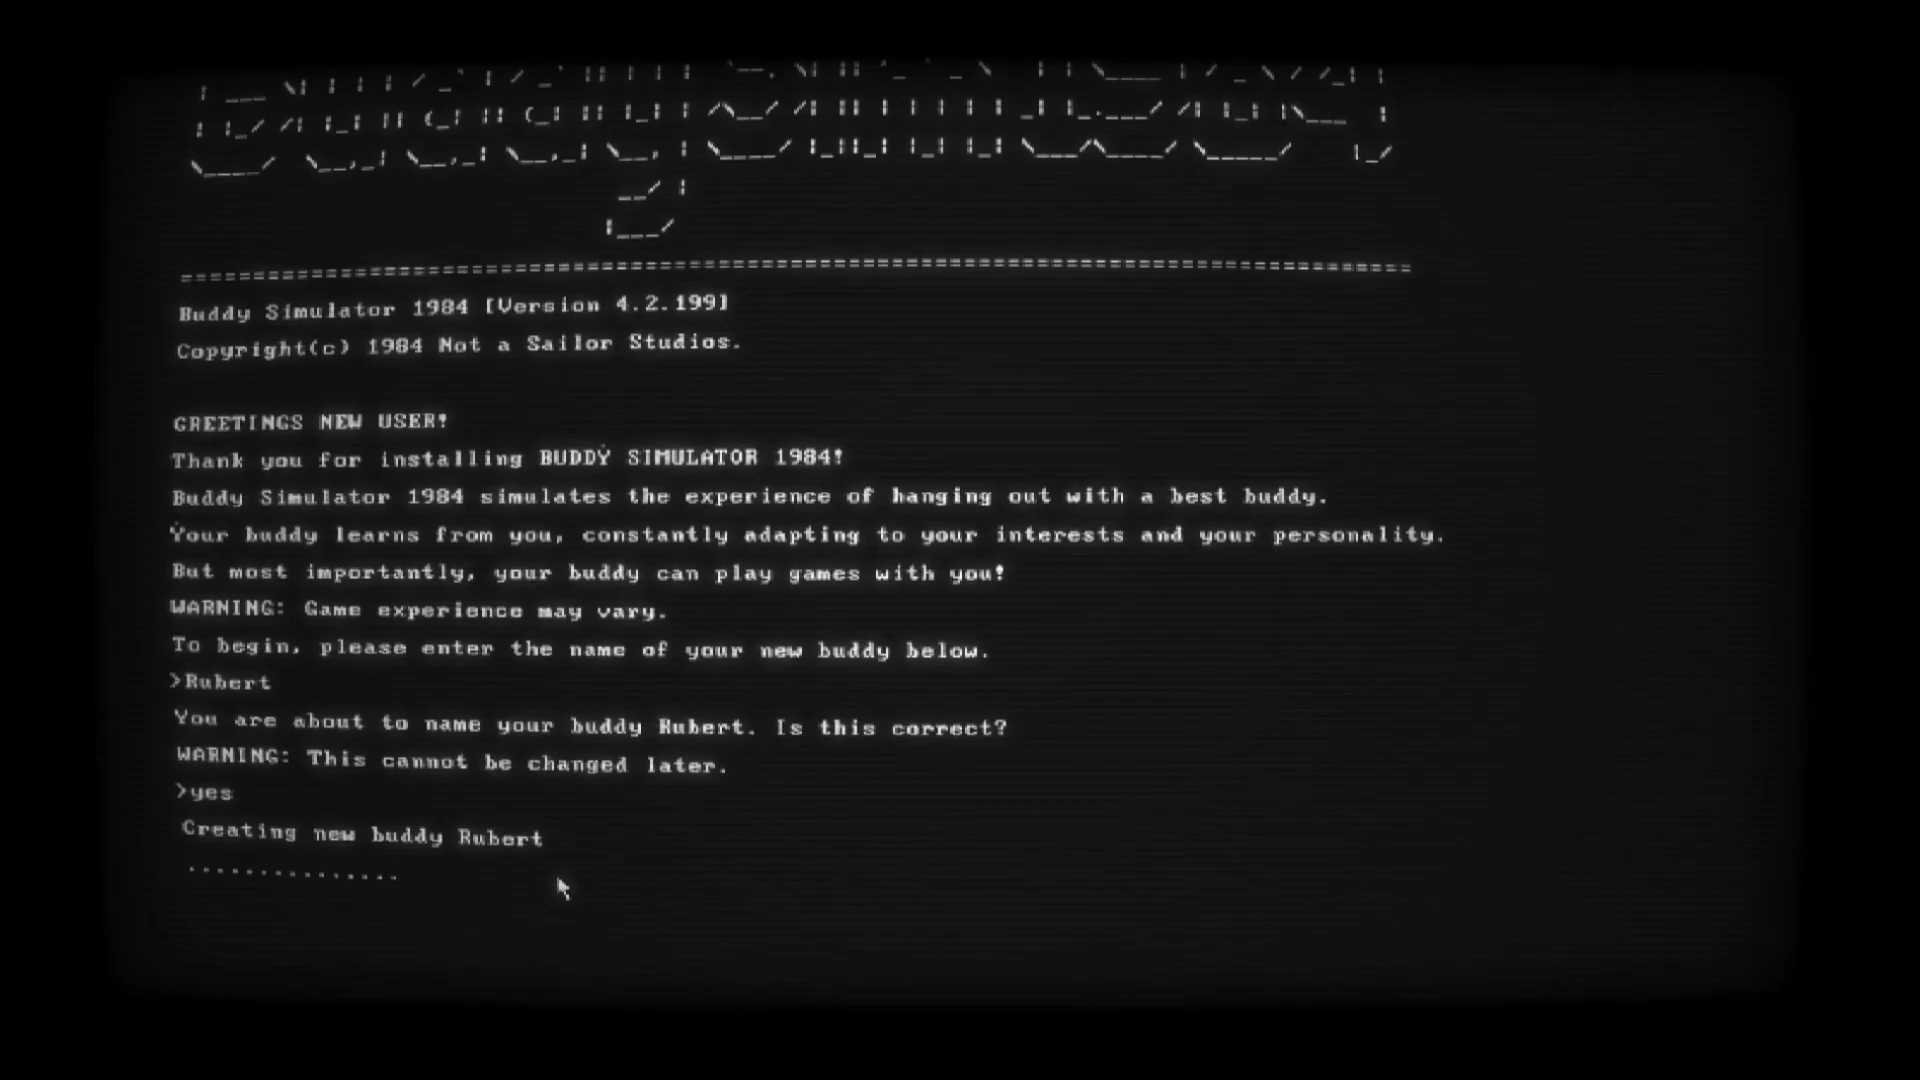 Buddy Simulator 1984 [Version 4.2.199]
Copyright(c) 1984 Not a Sailor Studios.
GREETINGS NEW USER!
Thank you for installing BUDDY SIMULATOR 1984!
Buddy Simulator 1984 simulates the experience of hanging out with a best buddy.
Your buddy learns from you, constantly adapting to your interests and your personality.
But most importantly, your buddy can play games with you!
WARNING: Game experience may vary.
To begin, please enter the name of your new buddy below.
>Rubert
You are about to name your buddy Rubert. Is this correct?
WARNING: This cannot be changed later.
>yes
Creating new buddy Rubert
...............